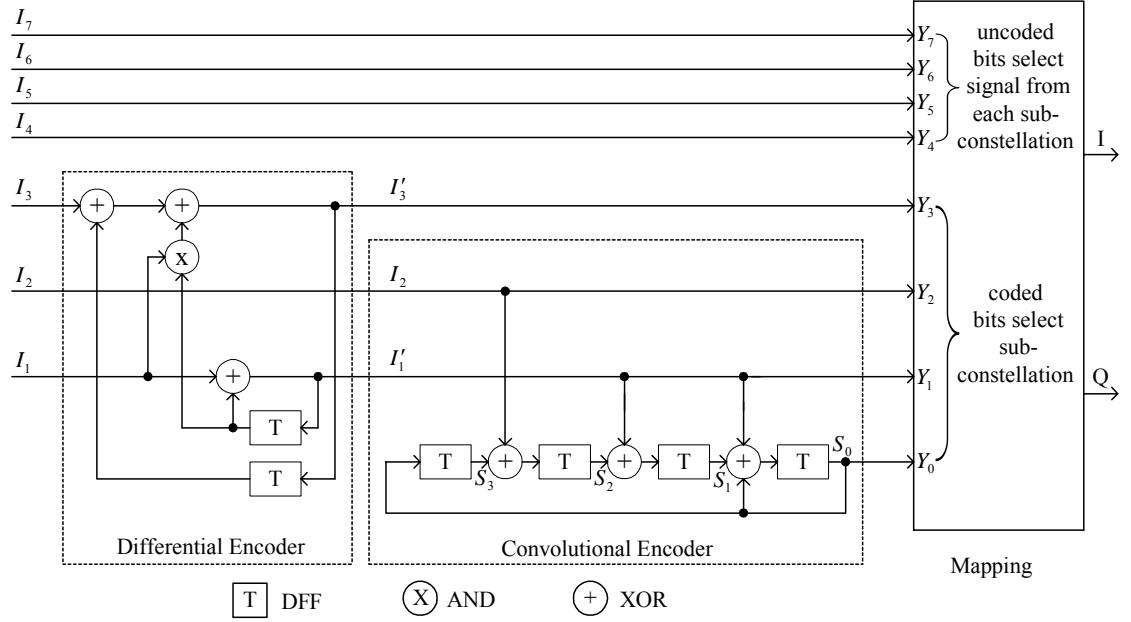 I₇
I₆
I₅
I₄
I₃
I₂
I₁
+
+
x
+
T
T
Differential Encoder
I′₃
I₂
I′₁
T
S₃
+
T
S₂
+
T
S₁
+
T
S₀
Convolutional Encoder
Y₇
Y₆
Y₅
Y₄
Y₃
Y₂
Y₁
Y₀
uncoded
bits select
signal from
each sub-
constellation
coded
bits select
sub-
constellation
I
Q
Mapping
T DFF
X AND
+ XOR